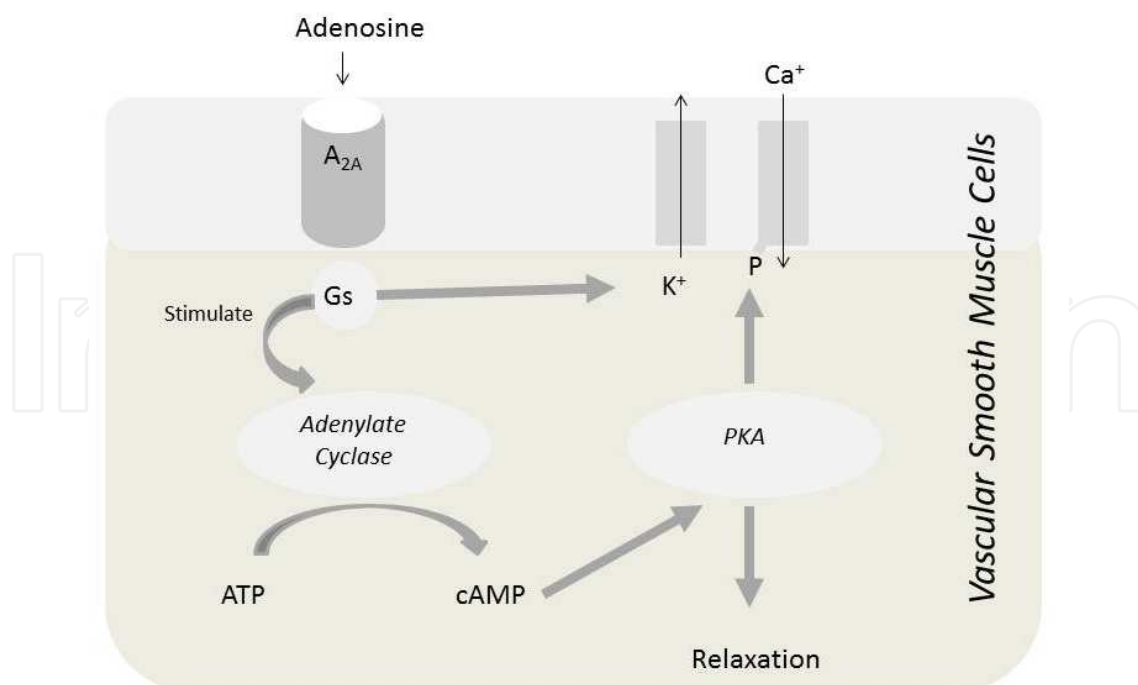 Adenosine
Ca⁺
A₂A
K⁺
P
Gs
Stimulate
Adenylate
Cyclase
PKA
ATP
cAMP
Relaxation
Vascular Smooth Muscle Cells